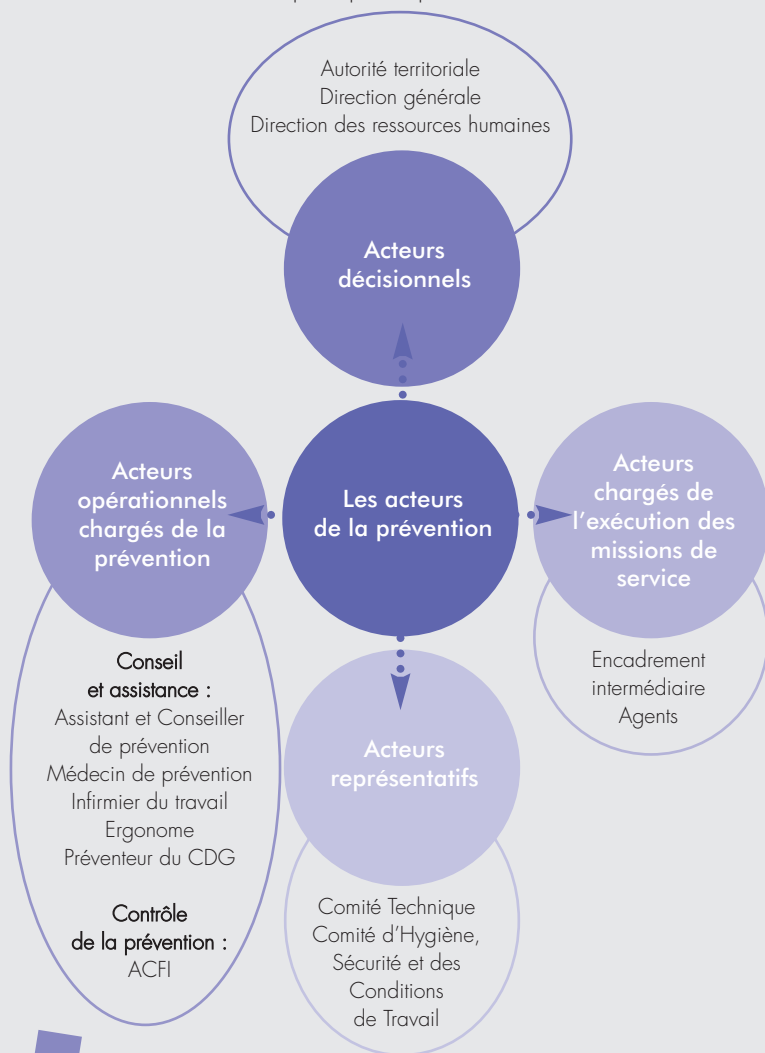 Autorité territoriale
Direction générale
Direction des ressources humaines
Acteurs
décisionnels
Acteurs
opérationnels
chargés de la
prévention
Les acteurs
de la prévention
Acteurs
chargés de
l'exécution des
missions de
service
Conseil
et assistance :
Assistant et Conseiller
de prévention
Médecin de prévention
Infirmier du travail
Ergonome
Préventeur du CDG
Contrôle
de la prévention :
ACFI
Encadrement
intermédiaire
Agents
Acteurs
représentatifs
Comité Technique
Comité d'Hygiène,
Sécurité et des
Conditions
de Travail